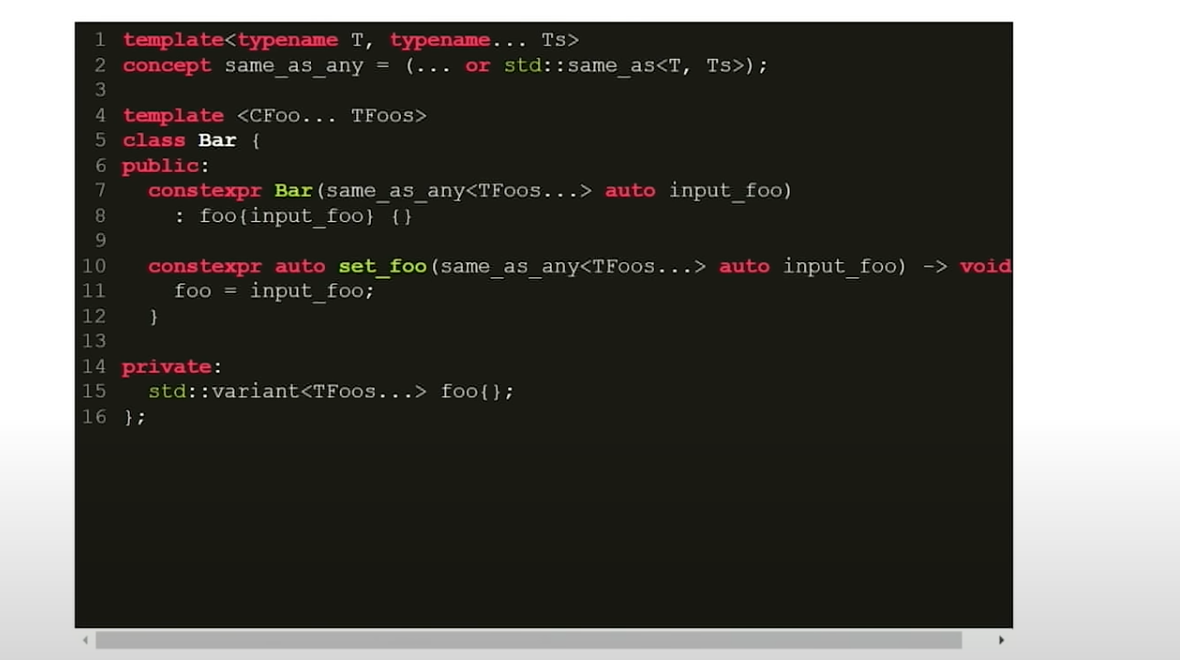 1 template<typename T, typename... Ts>
2 concept same_as_any = (... or std::same_as<T, Ts>);
3
4 template <CFoo... TFoos>
5 class Bar {
6 public:
7   constexpr Bar(same_as_any<TFoos...> auto input_foo)
8     : foo{input_foo} {}
9
10   constexpr auto set_foo(same_as_any<TFoos...> auto input_foo) -> void
11     foo = input_foo;
12   }
13
14 private:
15   std::variant<TFoos...> foo{};
16 };